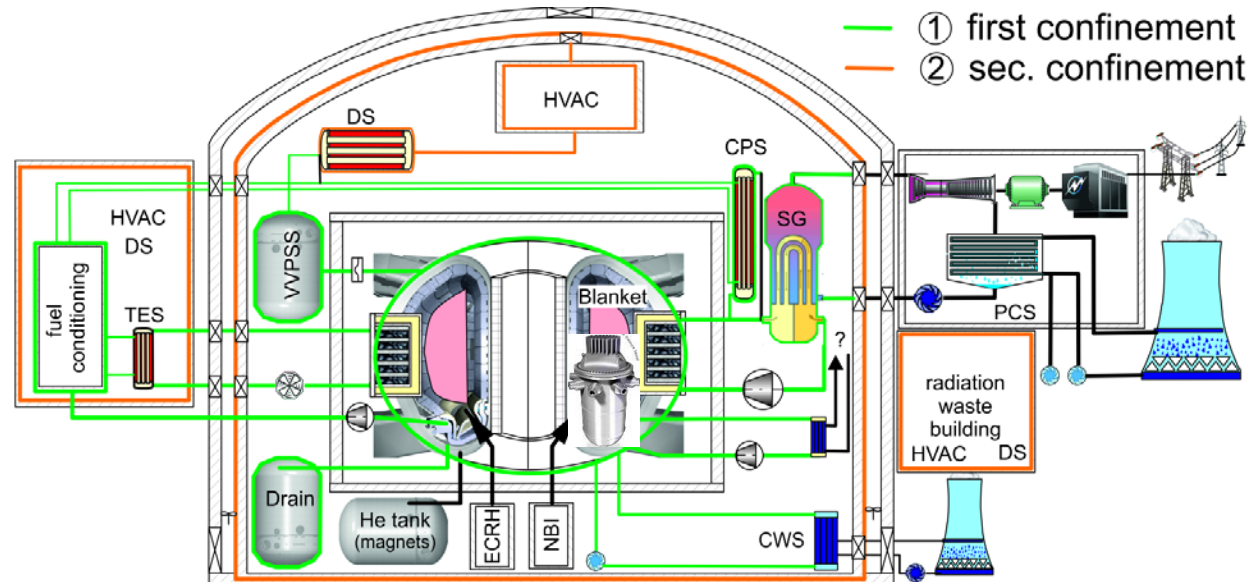 ① first confinement
② sec. confinement
HVAC
DS
CPS
HVAC
DS
SG
VVPSS
fuel
conditioning
TES
Blanket
?
PCS
radiation
waste
building
HVAC
DS
Drain
He tank
(magnets)
ECRH
NBI
CWS